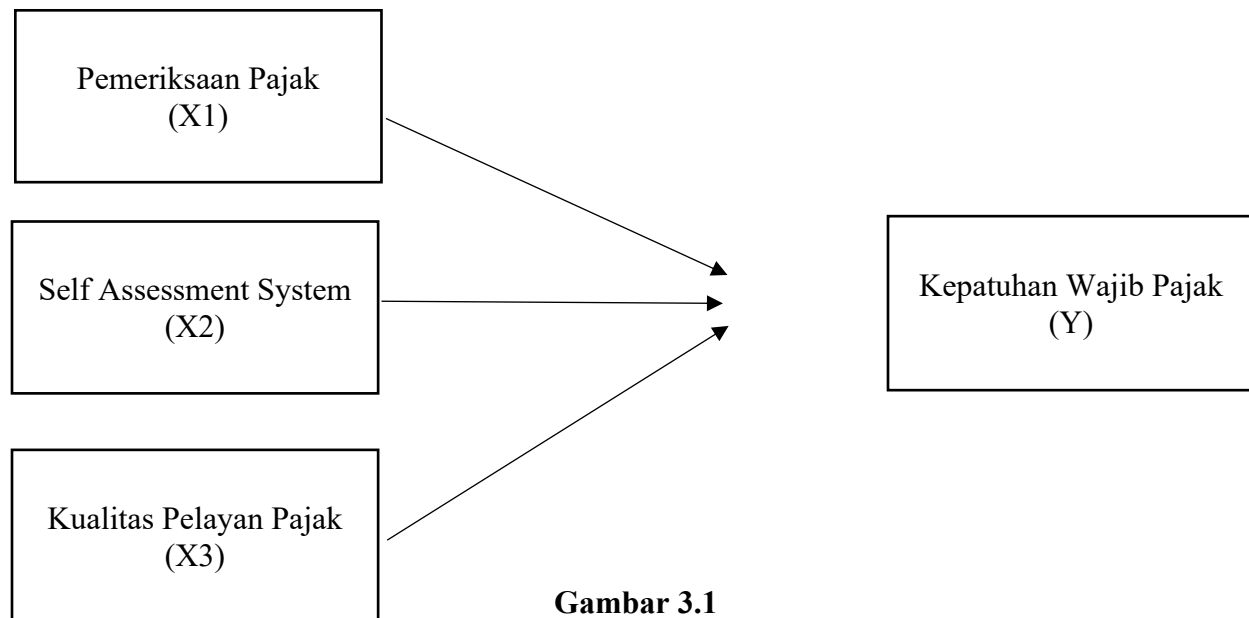 Pemeriksaan Pajak
(X1)
Self Assessment System
(X2)
Kepatuhan Wajib Pajak
(Y)
Kualitas Pelayan Pajak
(X3)
Gambar 3.1